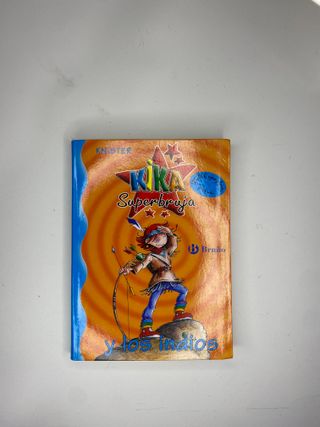 KNISTER
KIKA
Superbruja
Bruño
y los indios